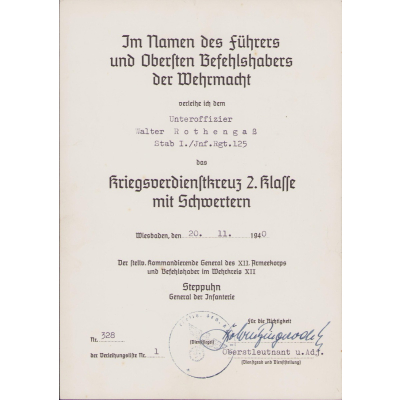 Im Namen des Führers
und Obersten Befehlshabers
der Wehrmacht
verleihe ich dem
Unteroffizier
Walter Rothengaß
Stab I./Jnf.Rgt.125
das
Kriegsverdienstkreuz 2. Klasse
mit Schwertern
Wiesbaden, den 20. 11. 1940
Der stellv. Kommandierende General des XII. Armeekorps
und Befehlshaber im Wehrkreis XII
Steppuhn
General der Infanterie
für die Richtigkeit
Nr. 328
(Dienstsiegel)
Oberstleutnant u.Adj.
der Verleihungsliste Nr. 1
(Dienstgrad und Dienststellung)